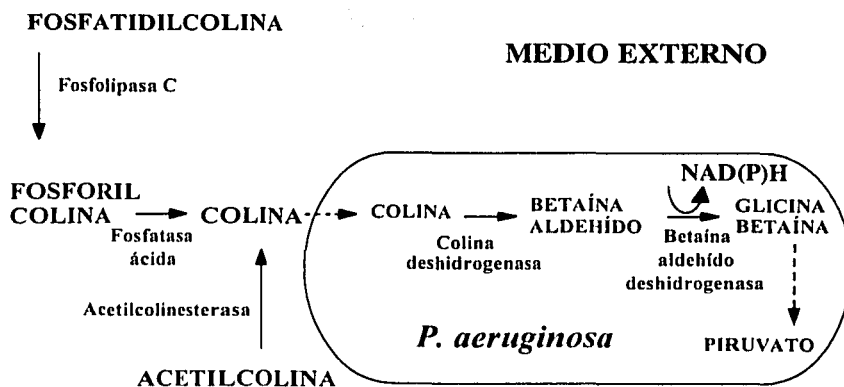 FOSFATIDILCOLINA
MEDIO EXTERNO
Fosfolipasa C
FOSFORIL
COLINA
Fosfatasa
ácida
COLINA
Acetilcolinesterasa
ACETILCOLINA
COLINA
Colina
deshidrogenasa
BETAÍNA
ALDEHÍDO
NAD(P)H
Betaína
aldehído
deshidrogenasa
GLICINA
BETAÍNA
PIRUVATO
P. aeruginosa